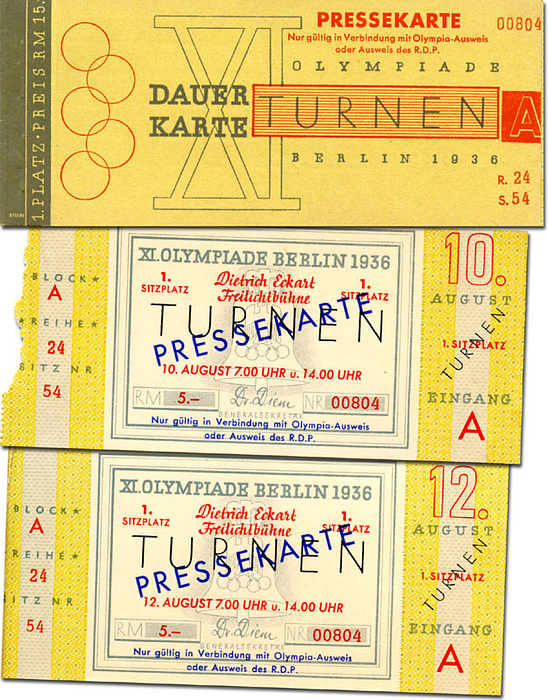 1. PLATZ · PREIS RM 15.
XI
PRESSEKARTE
00804
Nur gültig in Verbindung mit Olympia-Ausweis
oder Ausweis des R.D.P.
OLYMPIADE
DAUER
KARTE
TURNEN
A
BERLIN 1936
R. 24
S. 54
BLOCK★
A
★REIHE★
24
SITZ NR
54
XI. OLYMPIADE BERLIN 1936
1.
SITZPLATZ
Dietrich Eckart
Freilichtbühne
1.
SITZPLATZ
TURNEN
PRESSEKARTE
10. AUGUST 7.00 UHR u. 14.00 UHR
RM 5.– Dr. Diem NR 00804
GENERALSEKRETÄR
Nur gültig in Verbindung mit Olympia-Ausweis
oder Ausweis des R.D.P.
10.
AUGUST
TURNEN
1. SITZPLATZ
EINGANG
A
BLOCK★
A
REIHE★
24
SITZ NR
54
XI. OLYMPIADE BERLIN 1936
1.
SITZPLATZ
Dietrich Eckart
Freilichtbühne
1.
SITZPLATZ
TURNEN
PRESSEKARTE
12. AUGUST 7.00 UHR u. 14.00 UHR
RM 5.– Dr. Diem NR 00804
GENERALSEKRETÄR
Nur gültig in Verbindung mit Olympia-Ausweis
oder Ausweis des R.D.P.
12.
AUGUST
TURNEN
1. SITZPLATZ
EINGANG
A